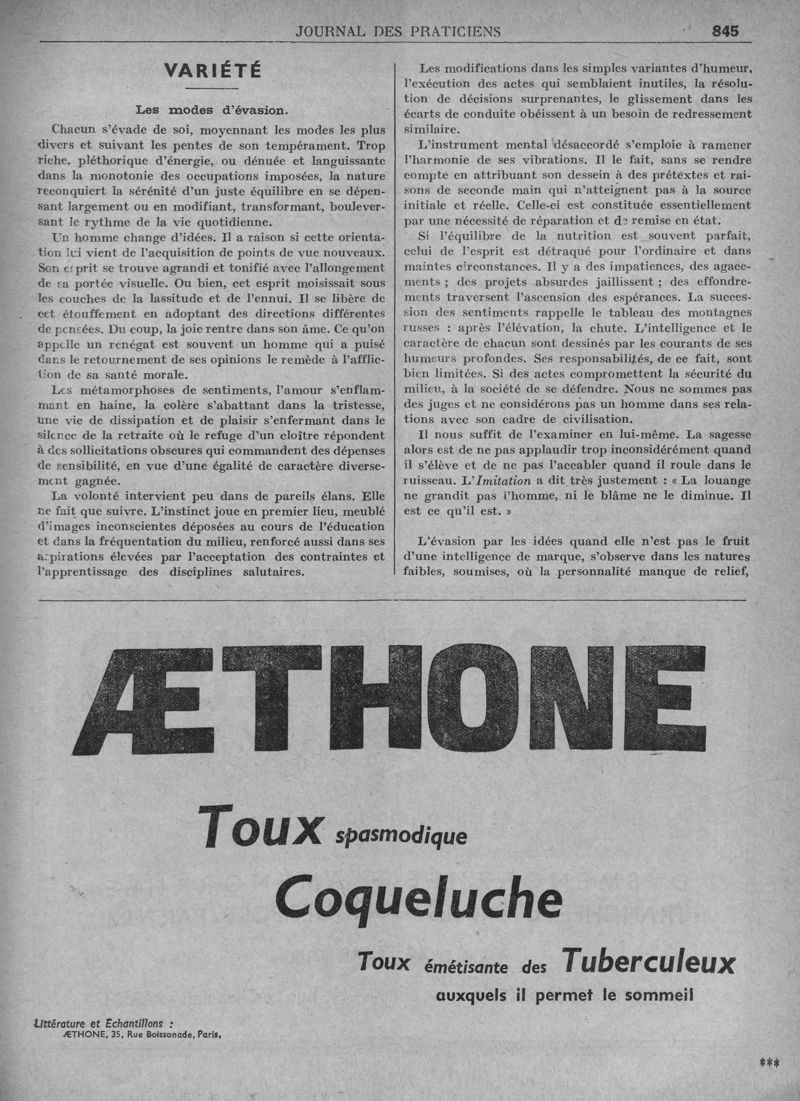 JOURNAL DES PRATICIENS 845
VARIÉTÉ
Les modes d'évasion.
Chacun s'évade de soi, moyennant les modes les plus
divers et suivant les pentes de son tempérament. Trop
riche, pléthorique d'énergie, ou dénuée et languissante
dans la monotonie des occupations imposées, la nature
reconquiert la sérénité d'un juste équilibre en se dépen-
sant largement ou en modifiant, transformant, boulever-
sant le rythme de la vie quotidienne.
Un homme change d'idées. Il a raison si cette orienta-
tion lui vient de l'acquisition de points de vue nouveaux.
Son esprit se trouve agrandi et tonifié avec l'allongement
de sa portée visuelle. Ou bien, cet esprit moisissait sous
les couches de la lassitude et de l'ennui. Il se libère de
cet étouffement en adoptant des directions différentes
de pensées. Du coup, la joie rentre dans son âme. Ce qu'on
appelle un renégat est souvent un homme qui a puisé
dans le retournement de ses opinions le remède à l'afflic-
tion de sa santé morale.
Les métamorphoses de sentiments, l'amour s'enflam-
mant en haine, la colère s'abattant dans la tristesse,
une vie de dissipation et de plaisir s'enfermant dans le
silence de la retraite où le refuge d'un cloître répondent
à des sollicitations obscures qui commandent des dépenses
de sensibilité, en vue d'une égalité de caractère diverse-
ment gagnée.
La volonté intervient peu dans de pareils élans. Elle
ne fait que suivre. L'instinct joue en premier lieu, meublé
d'images inconscientes déposées au cours de l'éducation
et dans la fréquentation du milieu, renforcé aussi dans ses
aspirations élevées par l'acceptation des contraintes et
l'apprentissage des disciplines salutaires.
Les modifications dans les simples variantes d'humeur,
l'exécution des actes qui semblaient inutiles, la résolu-
tion de décisions surprenantes, le glissement dans les
écarts de conduite obéissent à un besoin de redressement
similaire.
L'instrument mental désaccordé s'emploie à ramener
l'harmonie de ses vibrations. Il le fait, sans se rendre
compte en attribuant son dessein à des prétextes et rai-
sons de seconde main qui n'atteignent pas à la source
initiale et réelle. Celle-ci est constituée essentiellement
par une nécessité de réparation et de remise en état.
Si l'équilibre de la nutrition est souvent parfait,
celui de l'esprit est détraqué pour l'ordinaire et dans
maintes circonstances. Il y a des impatiences, des agace-
ments ; des projets absurdes jaillissent ; des effondre-
ments traversent l'ascension des espérances. La succes-
sion des sentiments rappelle le tableau des montagnes
russes : après l'élévation, la chute. L'intelligence et le
caractère de chacun sont dessinés par les courants de ses
humeurs profondes. Ses responsabilités, de ce fait, sont
bien limitées. Si des actes compromettent la sécurité du
milieu, à la société de se défendre. Nous ne sommes pas
des juges et ne considérons pas un homme dans ses rela-
tions avec son cadre de civilisation.
Il nous suffit de l'examiner en lui-même. La sagesse
alors est de ne pas applaudir trop inconsidérément quand
il s'élève et de ne pas l'accabler quand il roule dans le
ruisseau. L'Imitation a dit très justement : « La louange
ne grandit pas l'homme, ni le blâme ne le diminue. Il
est ce qu'il est. »
L'évasion par les idées quand elle n'est pas le fruit
d'une intelligence de marque, s'observe dans les natures
faibles, soumises, où la personnalité manque de relief,
ÆTHONE
Toux spasmodique
Coqueluche
Toux émétisante des Tuberculeux
auxquels il permet le sommeil
Littérature et Echantillons :
ÆTHONE, 35, Rue Boissonade, Paris,
***